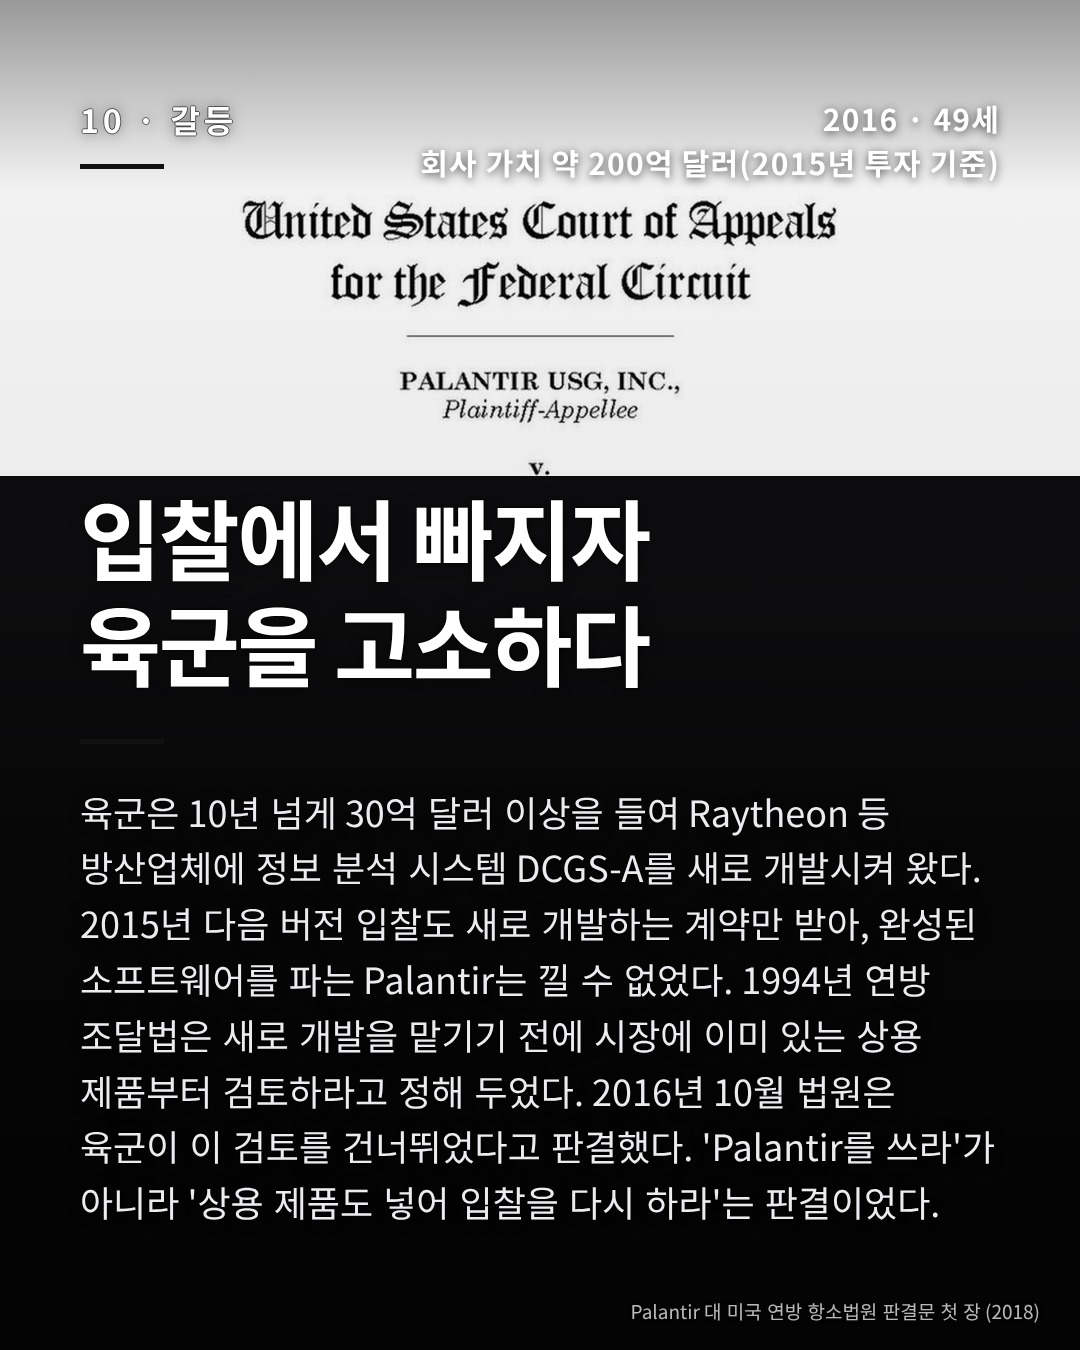 10 · 갈등
2016 · 49세
회사 가치 약 200억 달러(2015년 투자 기준)
United States Court of Appeals
for the Federal Circuit
PALANTIR USG, INC.,
Plaintiff-Appellee
v.
입찰에서 빠지자
육군을 고소하다
육군은 10년 넘게 30억 달러 이상을 들여 Raytheon 등
방산업체에 정보 분석 시스템 DCGS-A를 새로 개발시켜 왔다.
2015년 다음 버전 입찰도 새로 개발하는 계약만 받아, 완성된
소프트웨어를 파는 Palantir는 낄 수 없었다. 1994년 연방
조달법은 새로 개발을 맡기기 전에 시장에 이미 있는 상용
제품부터 검토하라고 정해 두었다. 2016년 10월 법원은
육군이 이 검토를 건너뛰었다고 판결했다. 'Palantir를 쓰라'가
아니라 '상용 제품도 넣어 입찰을 다시 하라'는 판결이었다.
Palantir 대 미국 연방 항소법원 판결문 첫 장 (2018)